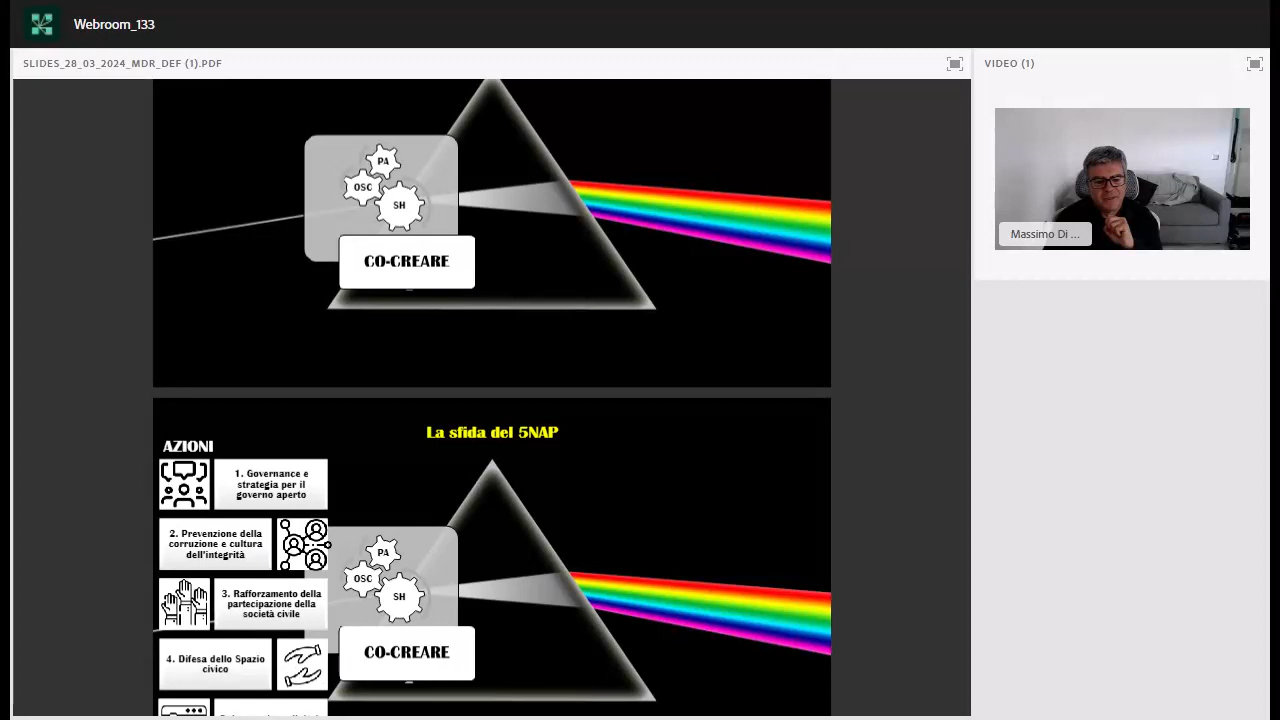 Webroom_133
SLIDES_28_03_2024_MDR_DEF (1).PDF
VIDEO (1)
PA
OSC
SH
CO-CREARE
Massimo Di ...
La sfida del 5NAP
AZIONI
1. Governance e
strategia per il
governo aperto
2. Prevenzione della
corruzione e cultura
dell'integrità
3. Rafforzamento della
partecipazione della
società civile
4. Difesa dello Spazio
civico
PA
OSC
SH
CO-CREARE